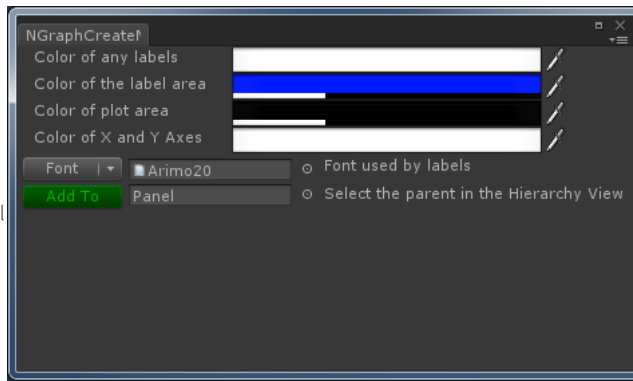 NGraphCreateN
Color of any labels
Color of the label area
Color of plot area
Color of X and Y Axes
Font Arimo20 Font used by labels
Add To Panel Select the parent in the Hierarchy View